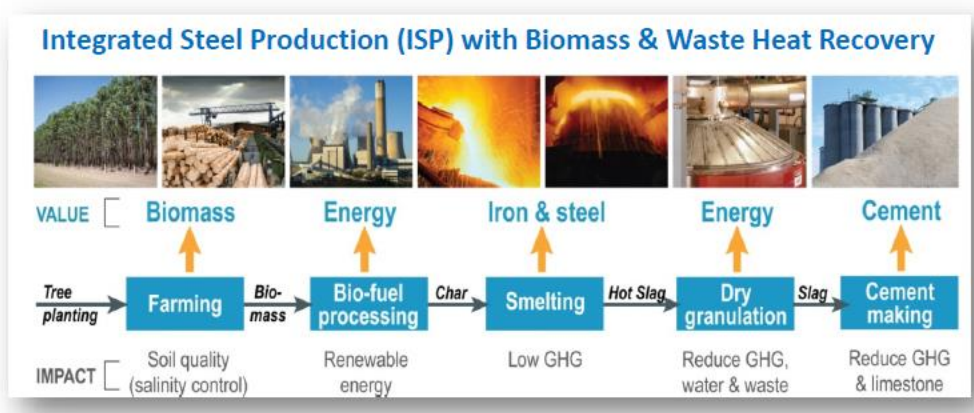 Integrated Steel Production (ISP) with Biomass & Waste Heat Recovery
VALUE
Biomass
Energy
Iron & steel
Energy
Cement
Tree
planting
Farming
Bio-
mass
Bio-fuel
processing
Char
Smelting
Hot Slag
Dry
granulation
Slag
Cement
making
IMPACT
Soil quality
(salinity control)
Renewable
energy
Low GHG
Reduce GHG,
water & waste
Reduce GHG
& limestone